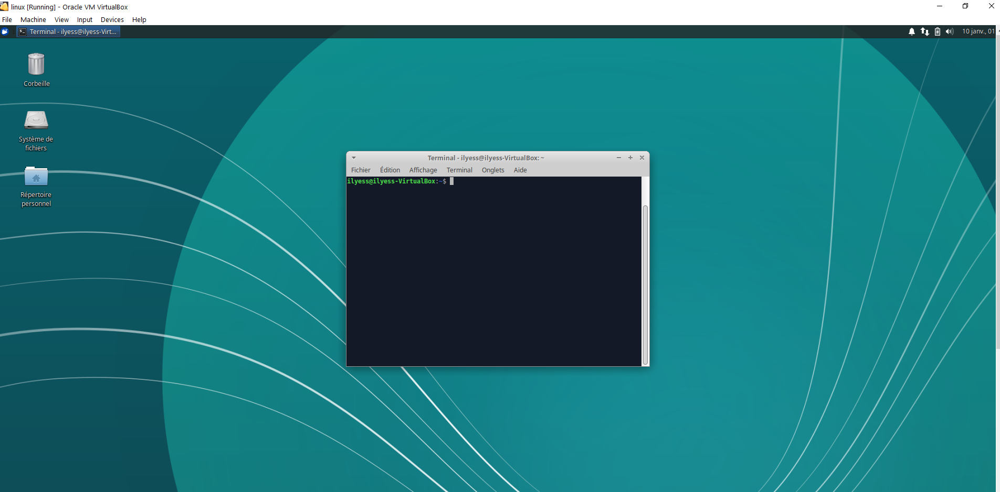 linux [Running] - Oracle VM VirtualBox
File Machine View Input Devices Help
Terminal - ilyess@ilyess-Virt...
10 janv., 01
Corbeille
Système de
fichiers
Répertoire
personnel
Terminal - ilyess@ilyess-VirtualBox: ~
Fichier Édition Affichage Terminal Onglets Aide
ilyess@ilyess-VirtualBox:~$